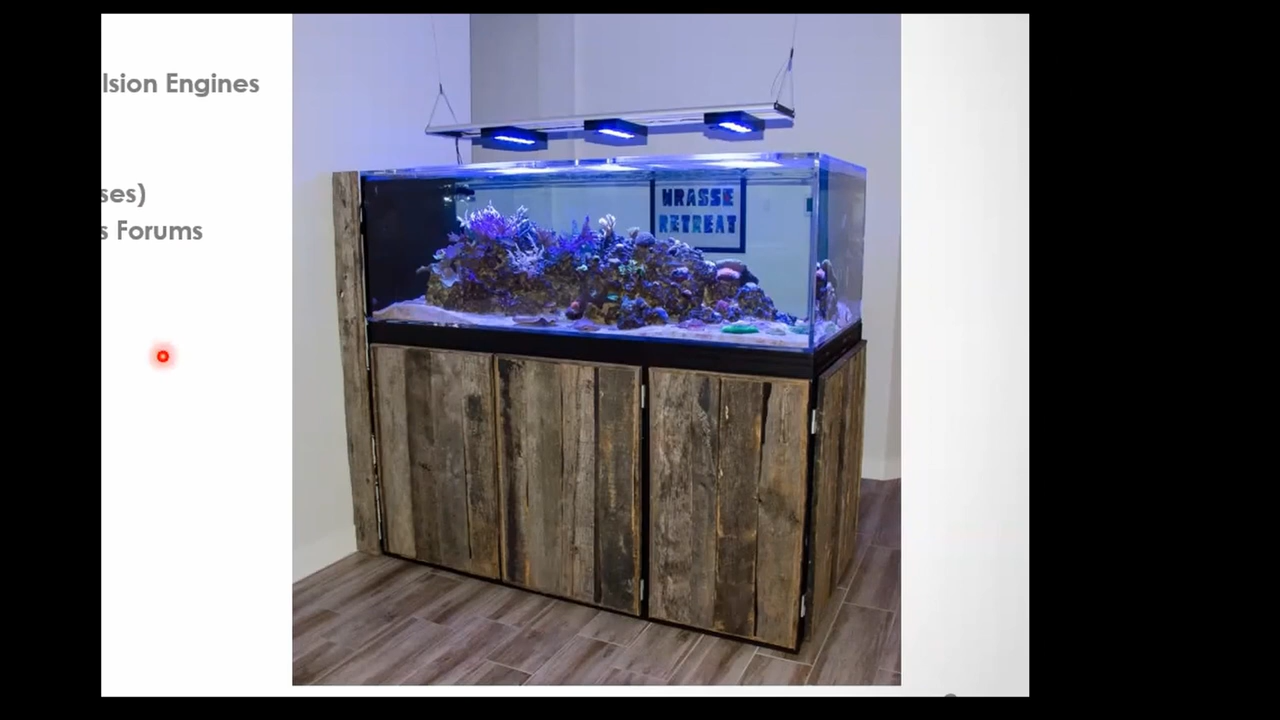 lsion Engines
ses)
s Forums
WRASSE
RETREAT